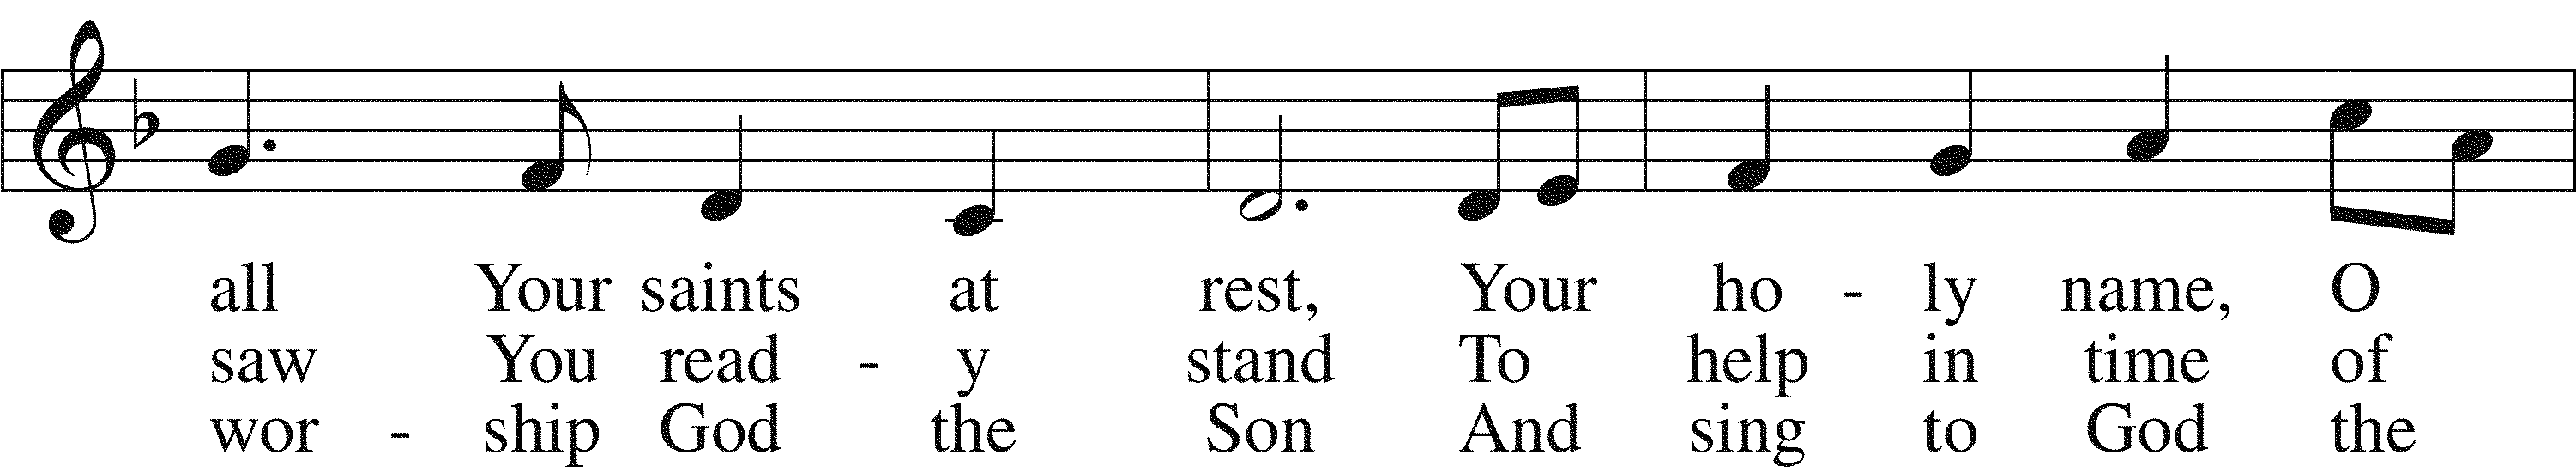 all Your saints at rest, Your ho - ly name, O
saw You read - y stand To help in time of
wor - ship God the Son And sing to God the